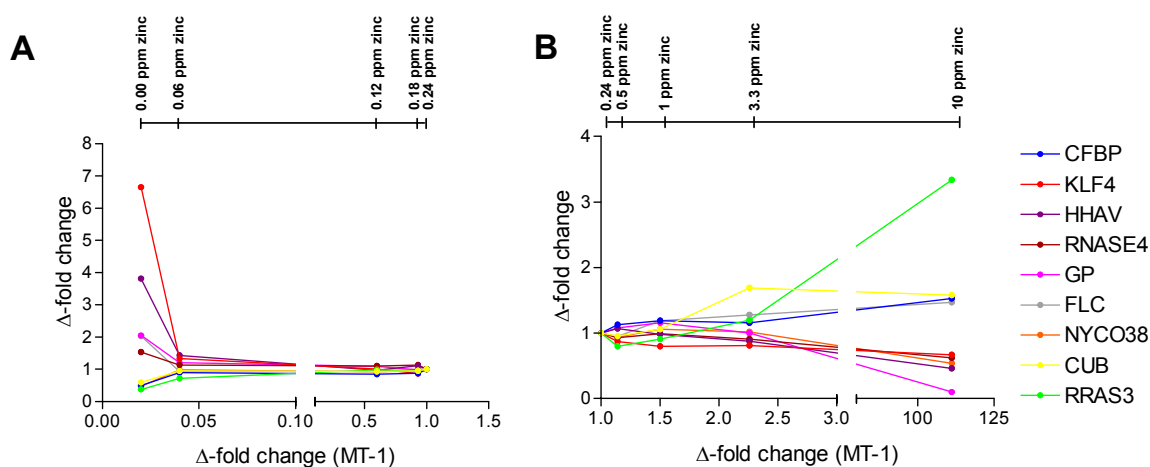 A
0.00 ppm zinc
0.06 ppm zinc
0.12 ppm zinc
0.18 ppm zinc
0.24 ppm zinc
8
7
6
5
4
3
2
1
0
Δ-fold change
0.00
0.05
0.10
0.5
1.0
1.5
Δ-fold change (MT-1)
B
0.24 ppm zinc
0.5 ppm zinc
1 ppm zinc
3.3 ppm zinc
10 ppm zinc
4
3
2
1
0
Δ-fold change
1.0
1.5
2.0
2.5
3.0
100
125
Δ-fold change (MT-1)
CFBP
KLF4
HHAV
RNASE4
GP
FLC
NYCO38
CUB
RRAS3